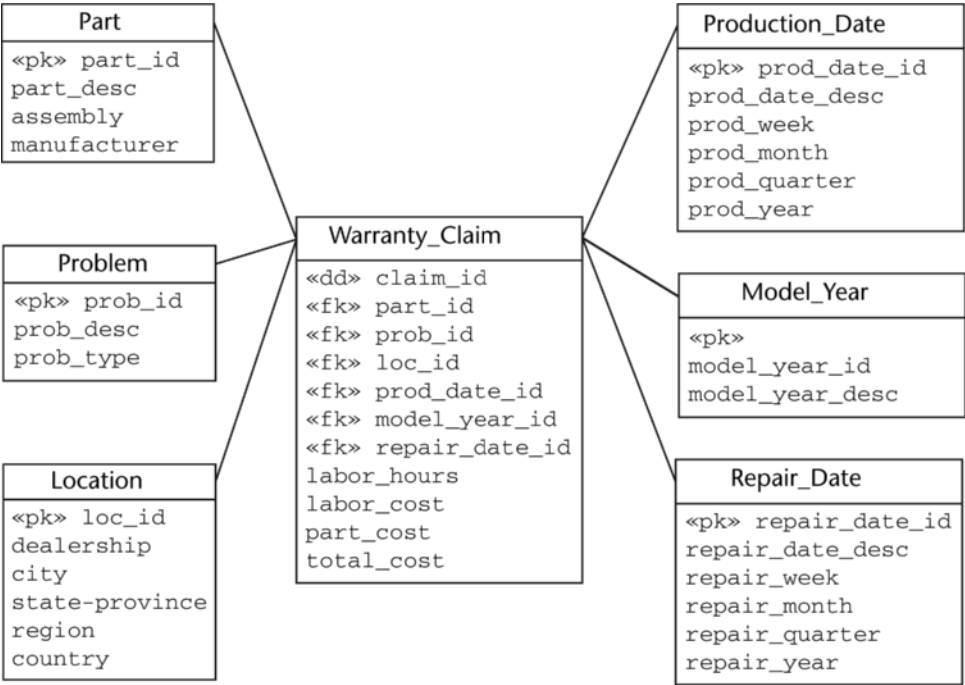 Part
«pk» part_id
part_desc
assembly
manufacturer
Problem
«pk» prob_id
prob_desc
prob_type
Location
«pk» loc_id
dealership
city
state-province
region
country
Warranty_Claim
«dd» claim_id
«fk» part_id
«fk» prob_id
«fk» loc_id
«fk» prod_date_id
«fk» model_year_id
«fk» repair_date_id
labor_hours
labor_cost
part_cost
total_cost
Production_Date
«pk» prod_date_id
prod_date_desc
prod_week
prod_month
prod_quarter
prod_year
Model_Year
«pk»
model_year_id
model_year_desc
Repair_Date
«pk» repair_date_id
repair_date_desc
repair_week
repair_month
repair_quarter
repair_year